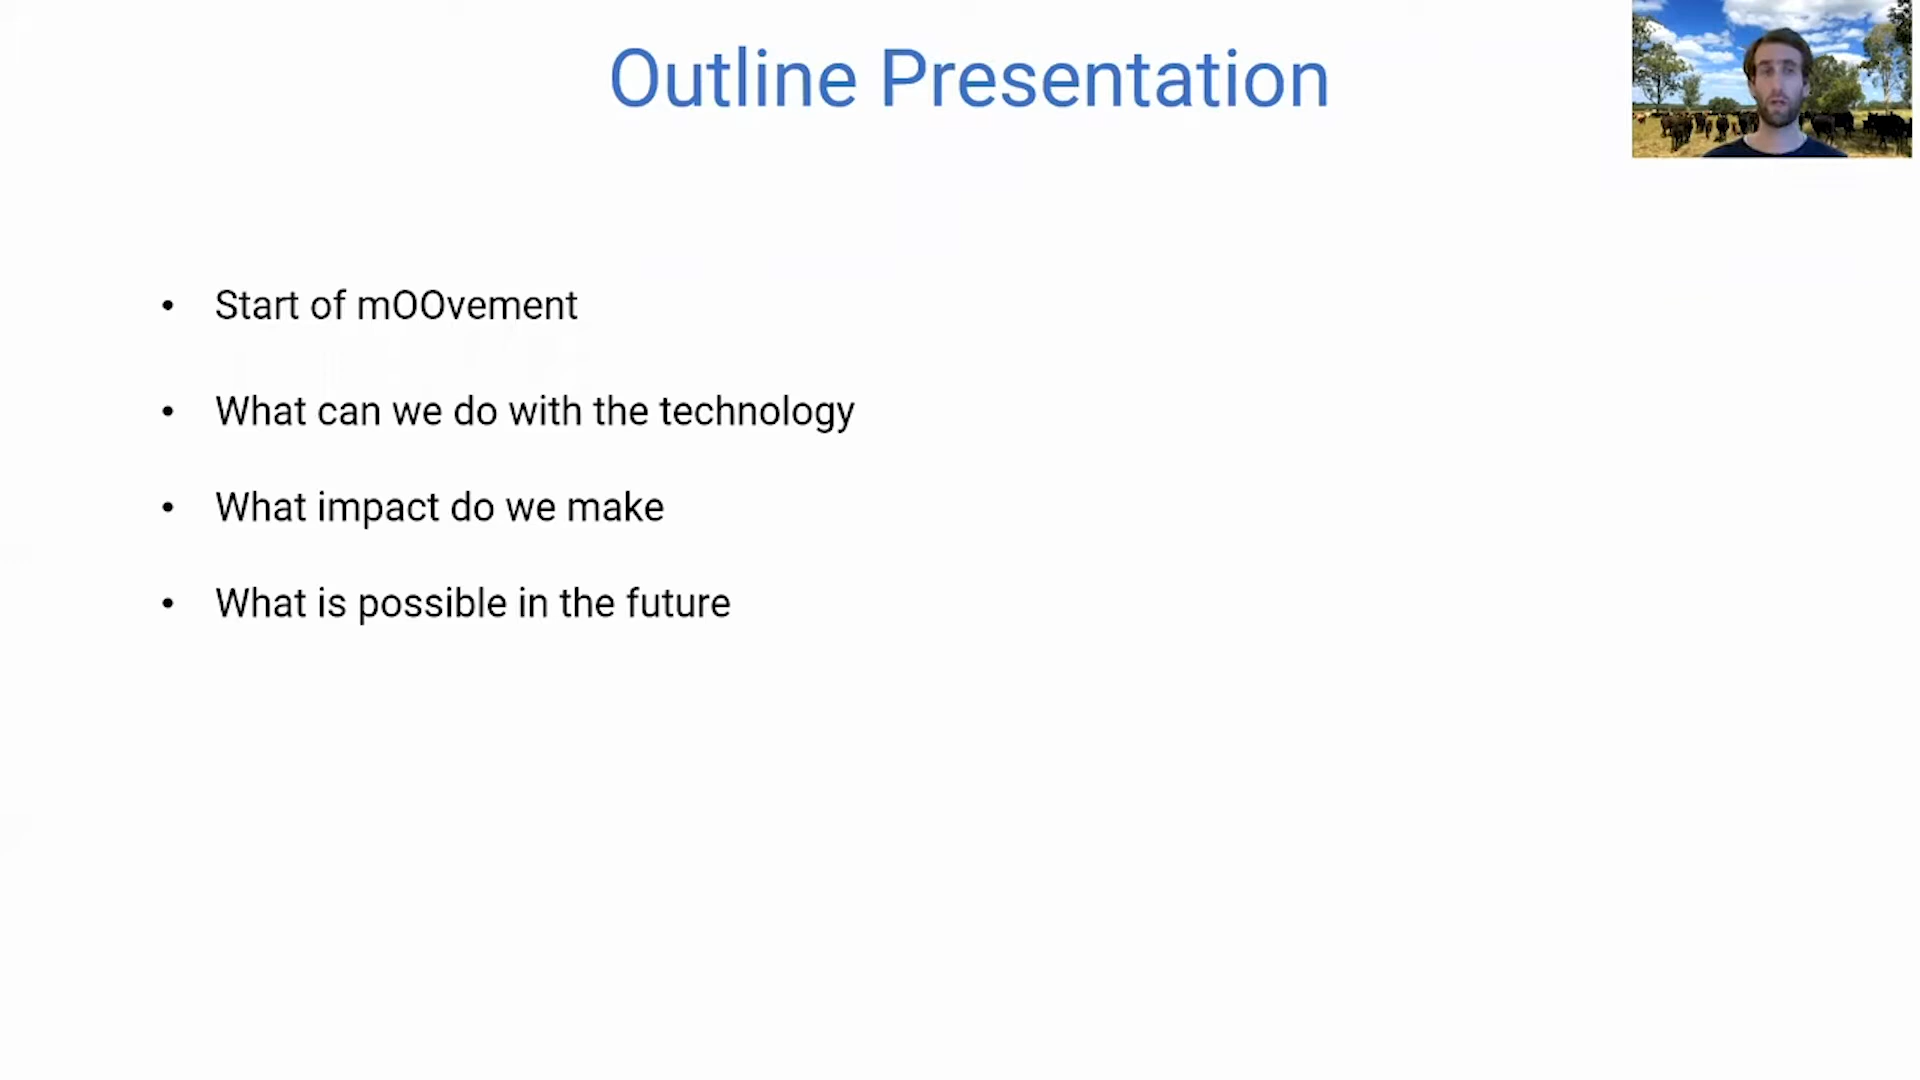 Outline Presentation
• Start of mOOvement
• What can we do with the technology
• What impact do we make
• What is possible in the future